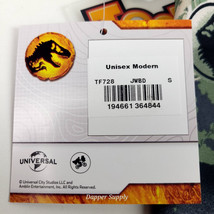 Unisex Modern
TF728 JWBD S
194661 364844
UNIVERSAL
© Universal City Studios LLC and
Amblin Entertainment, Inc. All Rights Reserved.
Dapper Supply